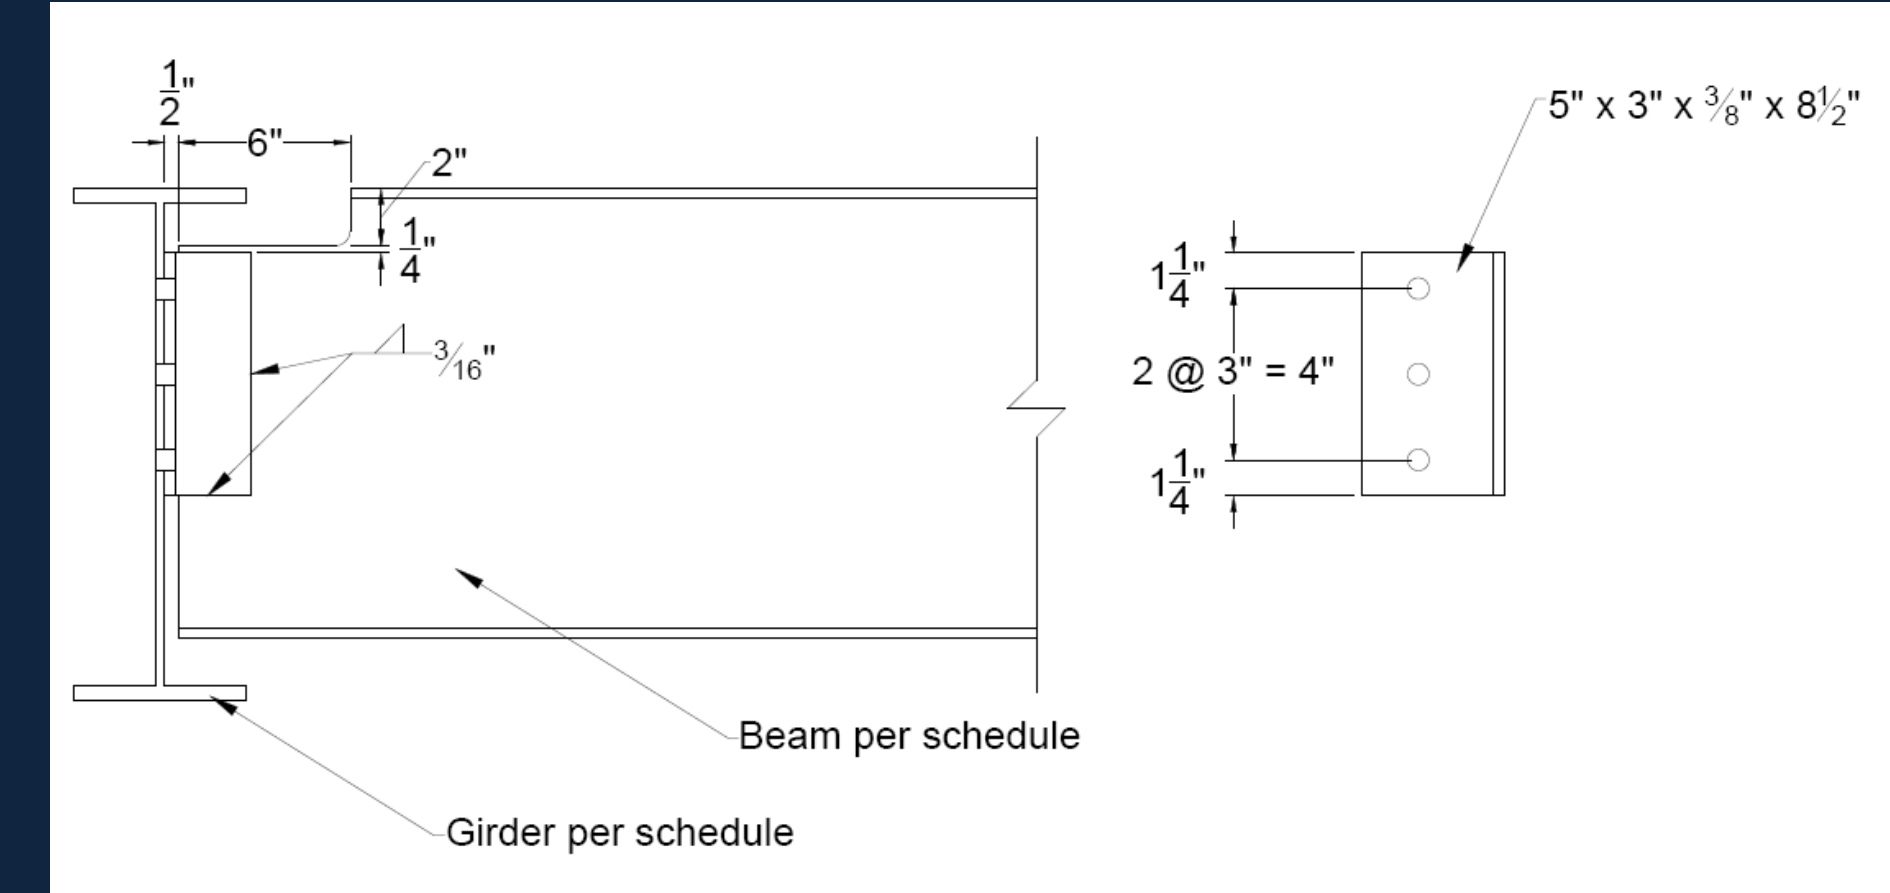 1/2"
6"
2"
1/4"
3/16"
Beam per schedule
Girder per schedule
5" x 3" x 3/8" x 8 1/2"
1 1/4"
2 @ 3" = 4"
1 1/4"